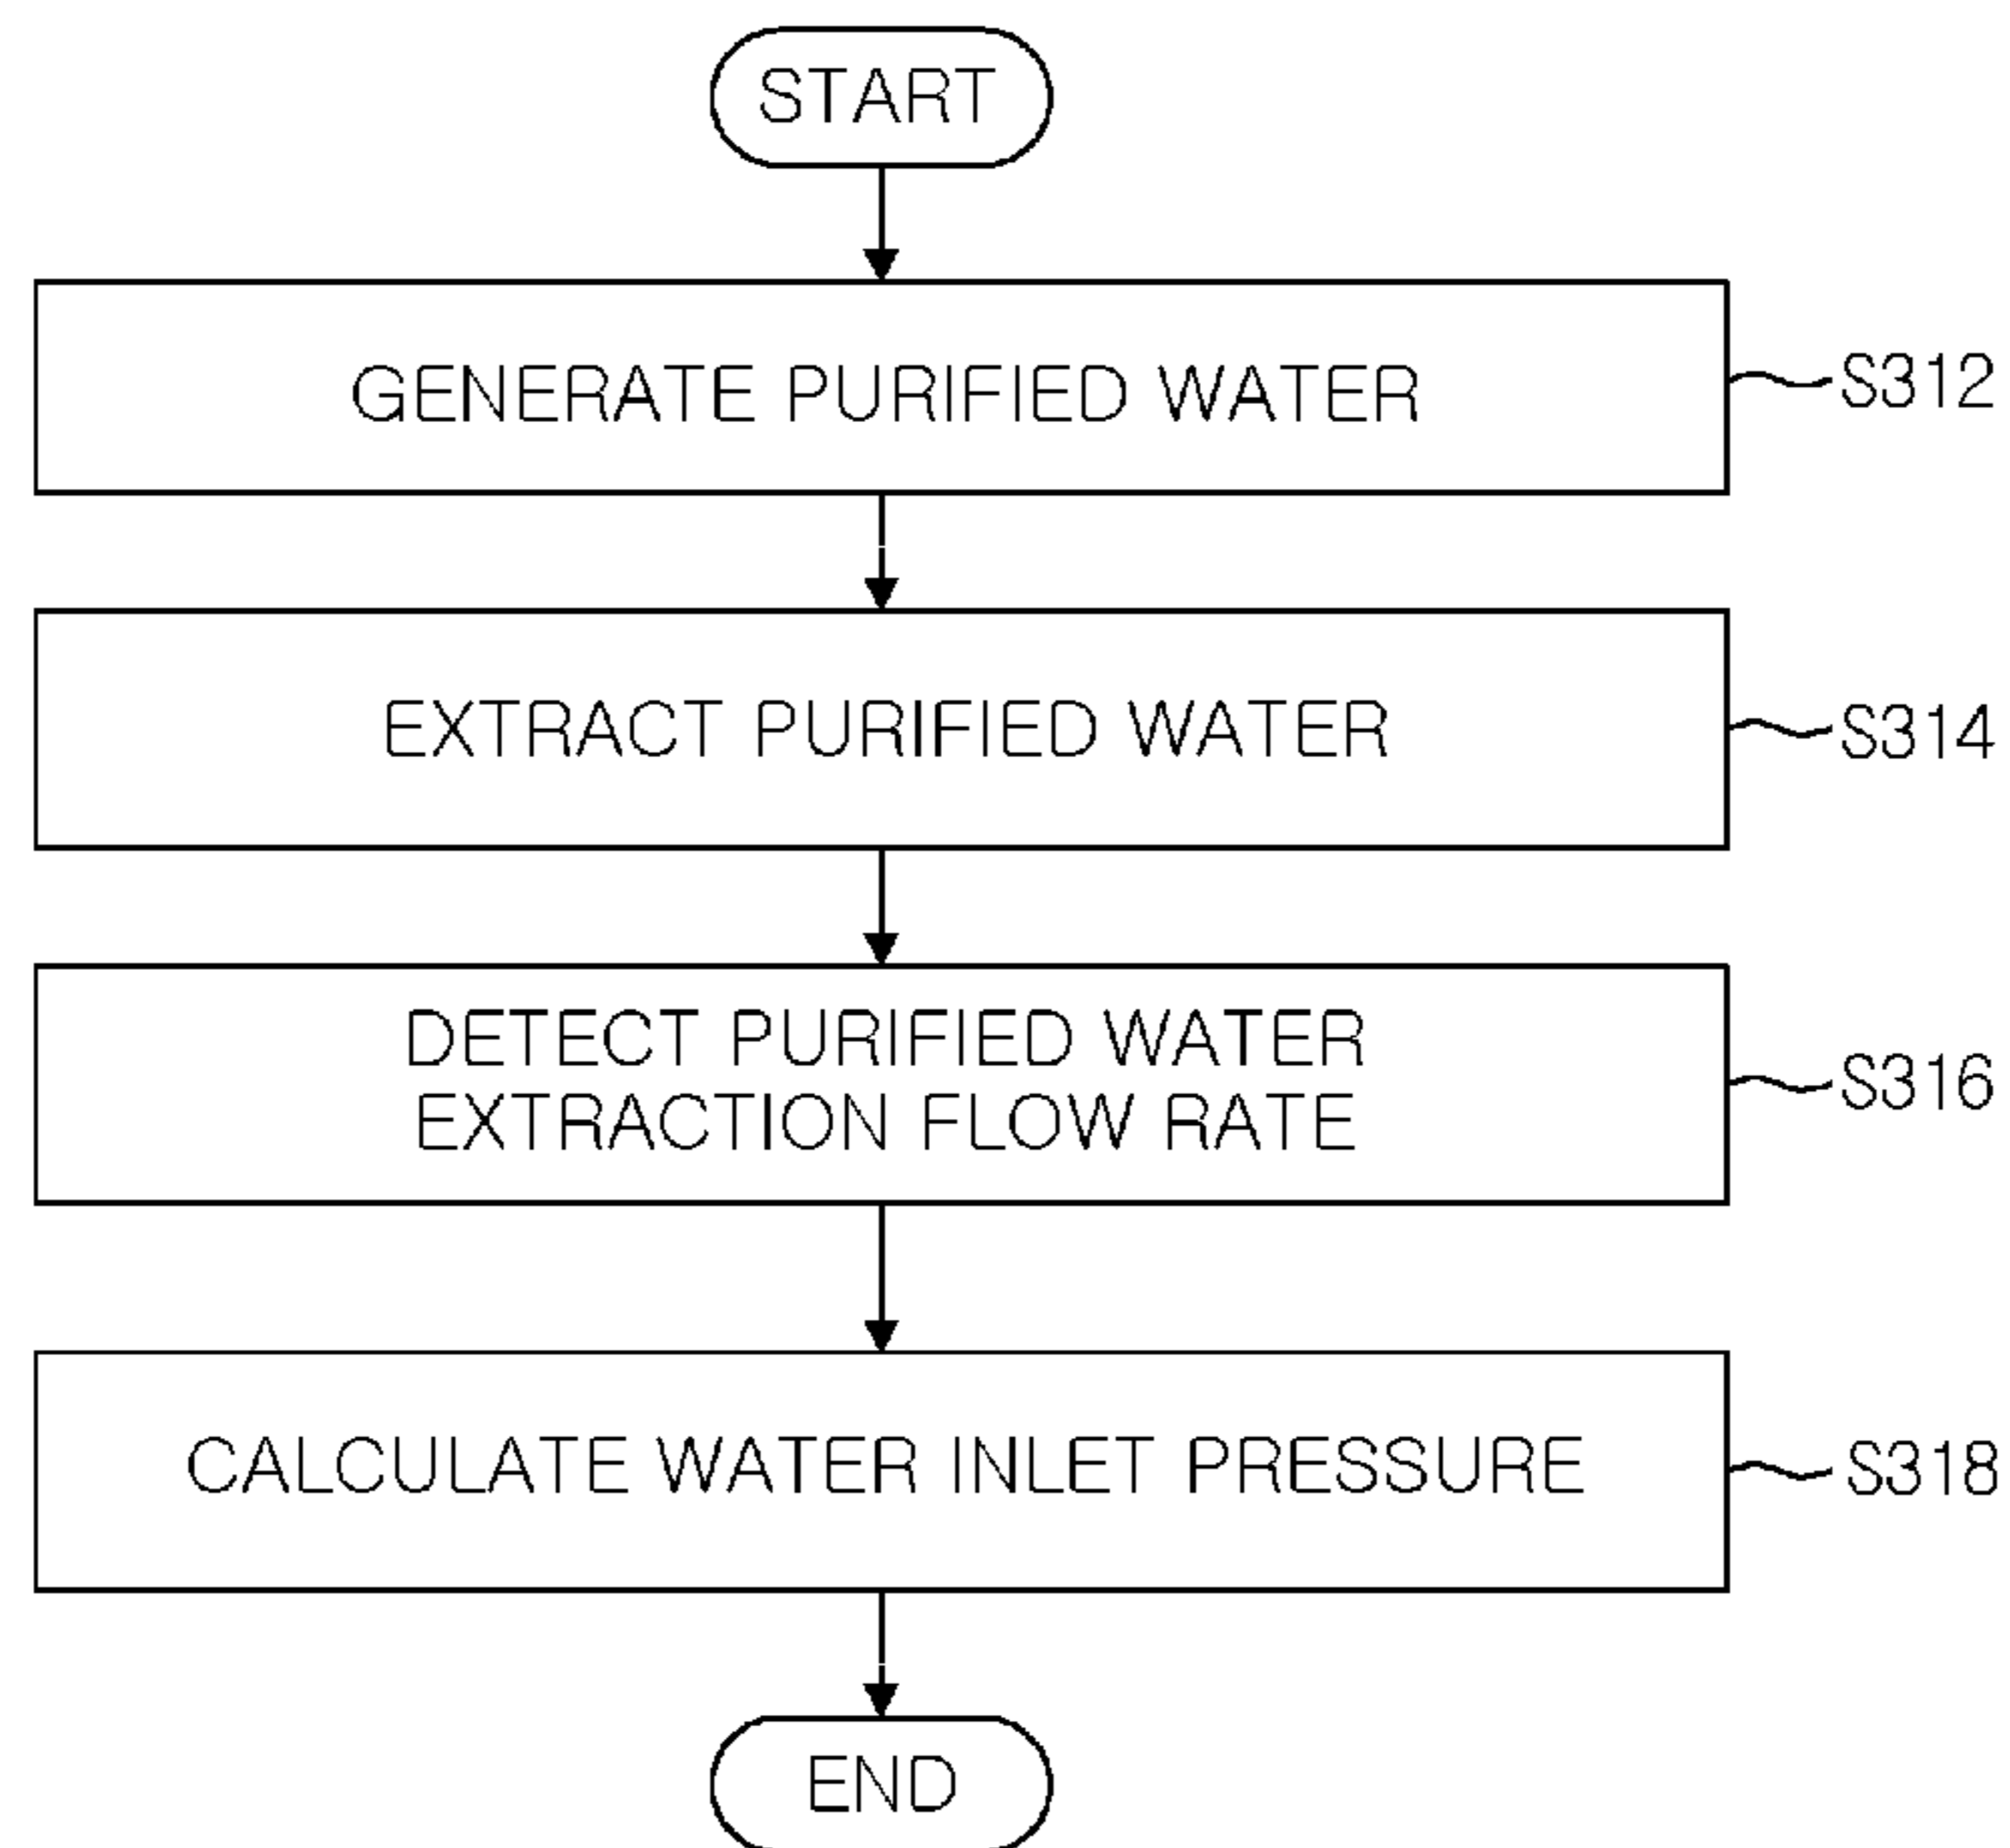 START
GENERATE PURIFIED WATER
S312
EXTRACT PURIFIED WATER
S314
DETECT PURIFIED WATER
EXTRACTION FLOW RATE
S316
CALCULATE WATER INLET PRESSURE
S318
END